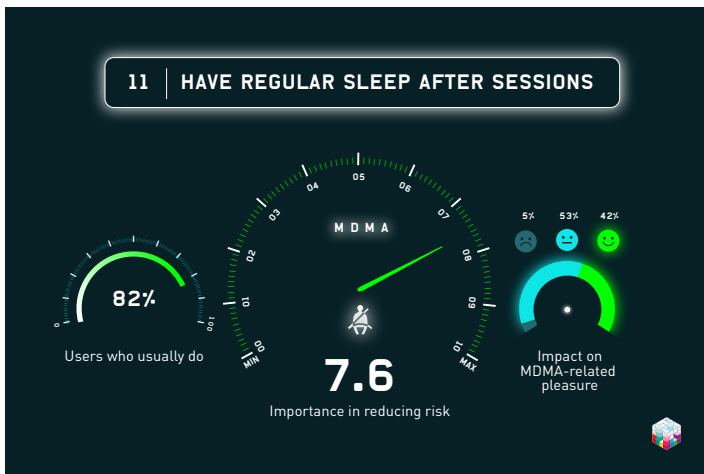 11 HAVE REGULAR SLEEP AFTER SESSIONS
MDMA
00
01
02
03
04
05
06
07
08
09
10
MIN
MAX
0
100
82%
Users who usually do
7.6
Importance in reducing risk
5% 53% 42%
Impact on
MDMA-related
pleasure